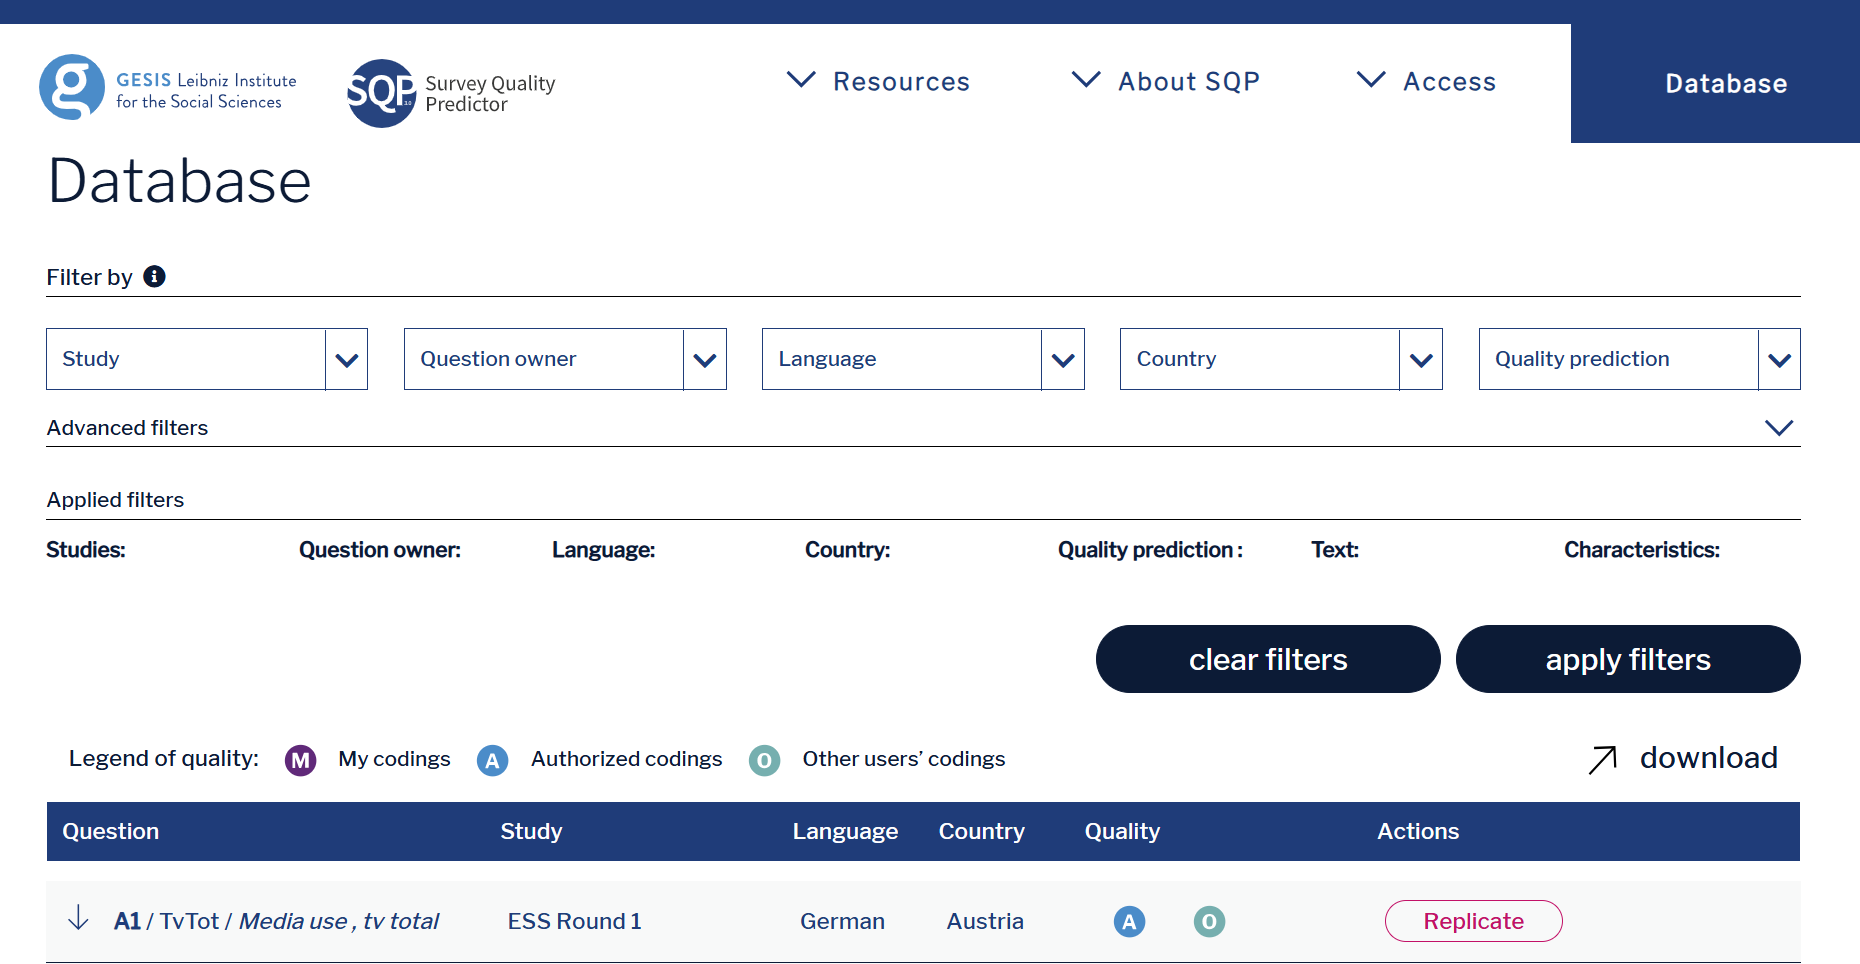 GESIS Leibniz Institute
for the Social Sciences
SQP 3.0
Survey Quality
Predictor
Resources
About SQP
Access
Database
Database
Filter by
Study
Question owner
Language
Country
Quality prediction
Advanced filters
Applied filters
Studies: Question owner: Language: Country: Quality prediction : Text: Characteristics:
clear filters
apply filters
Legend of quality: M My codings A Authorized codings O Other users’ codings
download
Question Study Language Country Quality Actions
A1 / TvTot / Media use , tv total ESS Round 1 German Austria A O Replicate